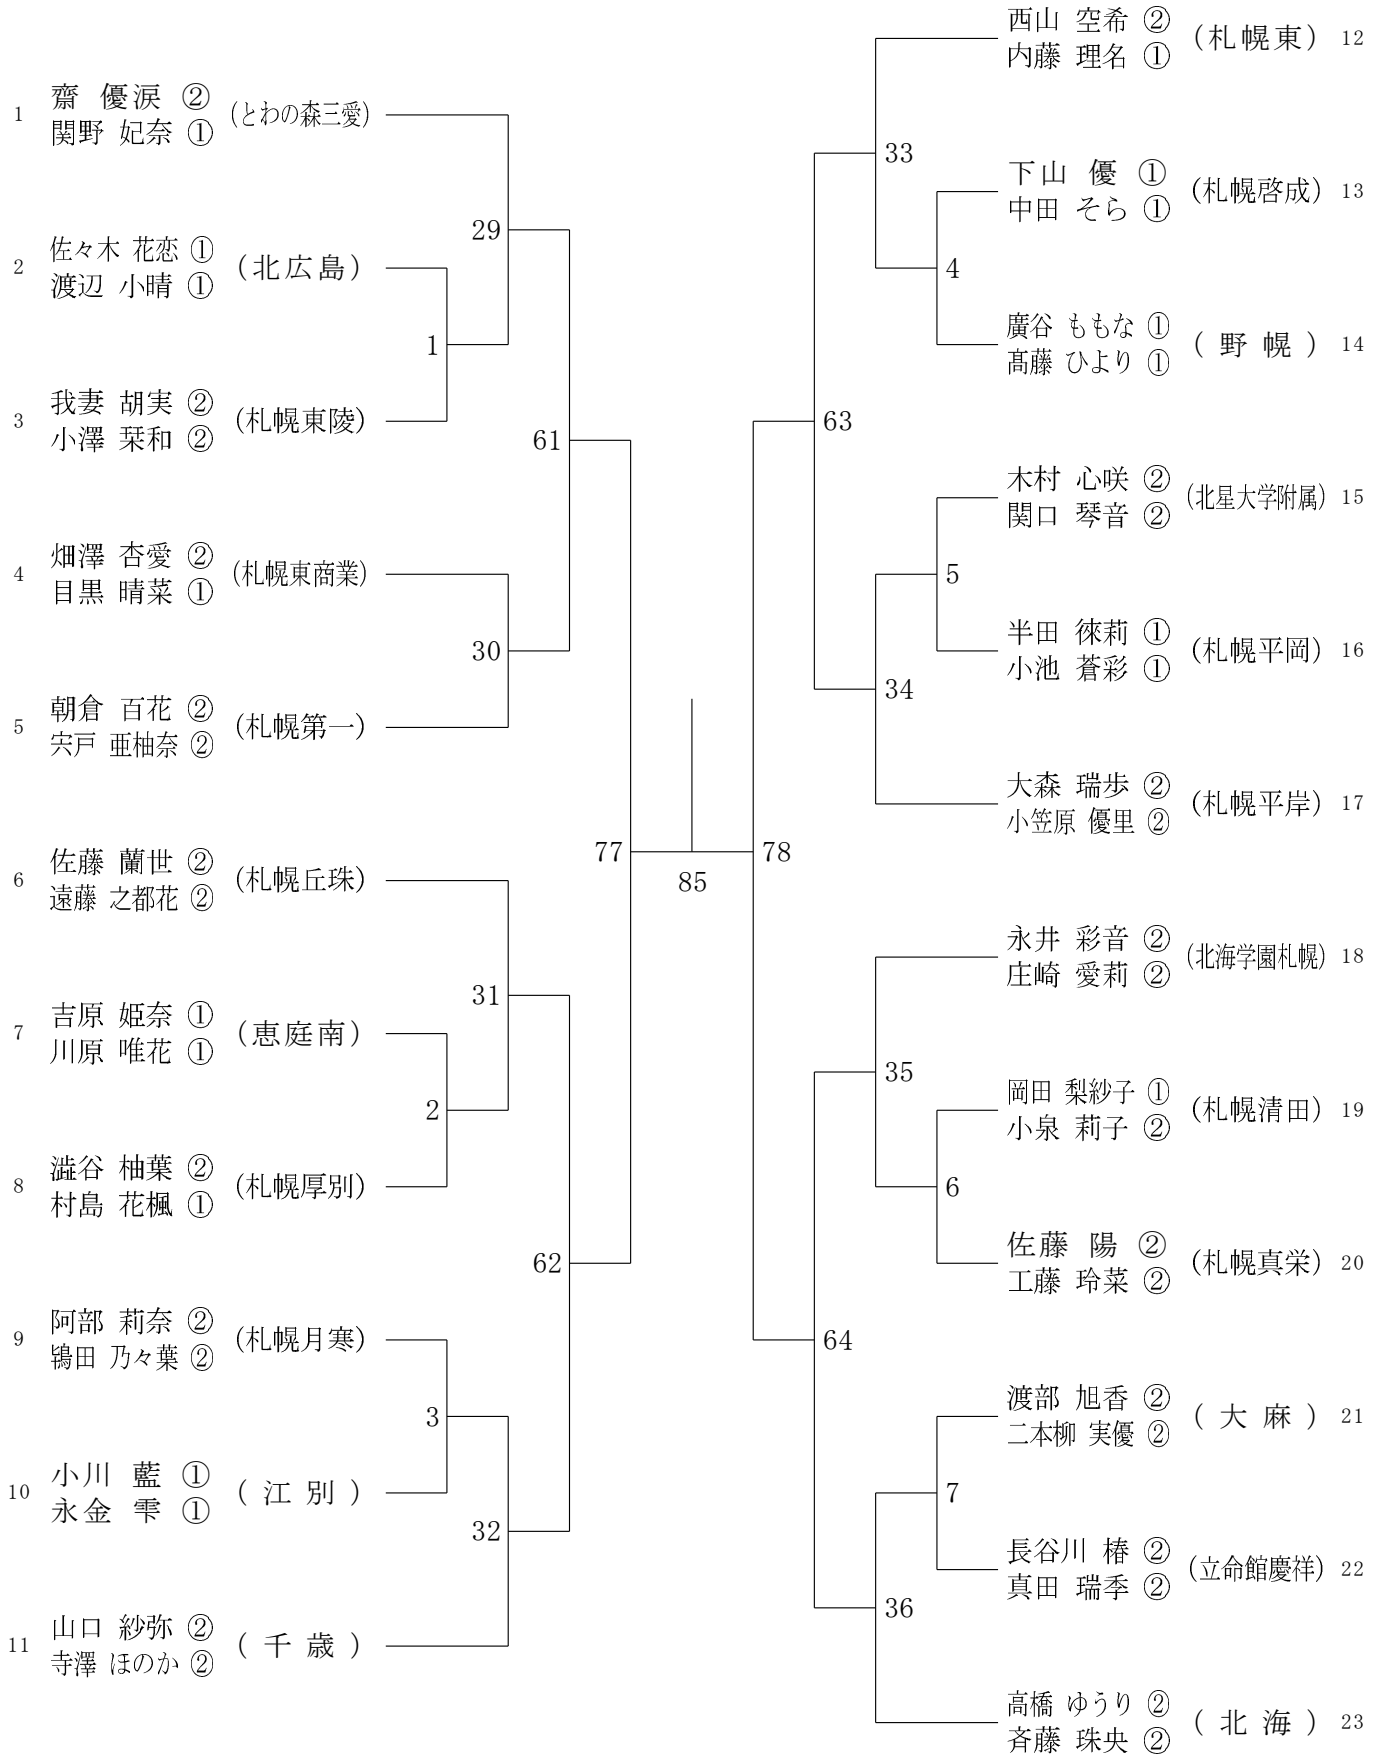 1 齋 優涙 ② (とわの森三愛)
関野 妃奈 ①
29
2 佐々木 花恋 ① (北広島)
渡辺 小晴 ①
1
3 我妻 胡実 ② (札幌東陵)
小澤 栞和 ②
61
4 畑澤 杏愛 ② (札幌東商業)
目黒 晴菜 ①
30
5 朝倉 百花 ② (札幌第一)
宍戸 亜柚奈 ②
77
6 佐藤 蘭世 ② (札幌丘珠)
遠藤 之都花 ②
31
7 吉原 姫奈 ① (恵庭南)
川原 唯花 ①
2
8 澁谷 柚葉 ② (札幌厚別)
村島 花楓 ①
62
9 阿部 莉奈 ② (札幌月寒)
鴇田 乃々葉 ②
3
10 小川 藍 ① (江別)
永金 雫 ①
32
11 山口 紗弥 ② (千歳)
寺澤 ほのか ②
85
西山 空希 ② (札幌東) 12
内藤 理名 ①
33
下山 優 ① (札幌啓成) 13
中田 そら ①
4
廣谷 ももな ① (野幌) 14
髙藤 ひより ①
63
木村 心咲 ② (北星大学附属) 15
関口 琴音 ②
5
半田 徠莉 ① (札幌平岡) 16
小池 蒼彩 ①
34
大森 瑞歩 ② (札幌平岸) 17
小笠原 優里 ②
78
永井 彩音 ② (北海学園札幌) 18
庄崎 愛莉 ②
35
岡田 梨紗子 ① (札幌清田) 19
小泉 莉子 ②
6
佐藤 陽 ② (札幌真栄) 20
工藤 玲菜 ②
64
渡部 旭香 ② (大麻) 21
二本柳 実優 ②
7
長谷川 椿 ② (立命館慶祥) 22
真田 瑞季 ②
36
高橋 ゆうり ② (北海) 23
斉藤 珠央 ②